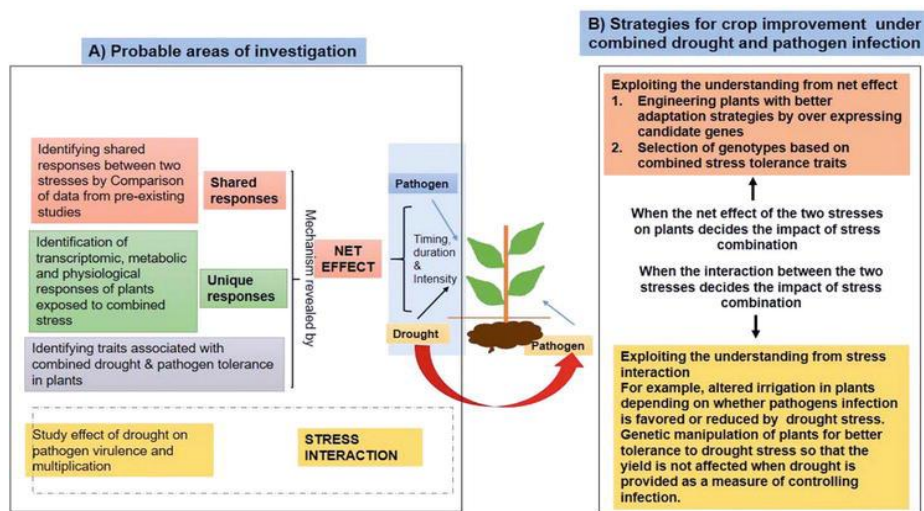 A) Probable areas of investigation
Identifying shared
responses between two
stresses by Comparison
of data from pre-existing
studies
Shared
responses
Identification of
transcriptomic, metabolic
and physiological
responses of plants
exposed to combined
stress
Unique
responses
Identifying traits associated with
combined drought & pathogen tolerance
in plants
Mechanism revealed by
NET
EFFECT
Pathogen
Timing,
duration
&
Intensity
Drought
Pathogen
Study effect of drought on
pathogen virulence and
multiplication
STRESS
INTERACTION
B) Strategies for crop improvement under
combined drought and pathogen infection
Exploiting the understanding from net effect
1. Engineering plants with better
adaptation strategies by over expressing
candidate genes
2. Selection of genotypes based on
combined stress tolerance traits
When the net effect of the two stresses
on plants decides the impact of stress
combination
When the interaction between the two
stresses decides the impact of stress
combination
Exploiting the understanding from stress
interaction
For example, altered irrigation in plants
depending on whether pathogens infection
is favored or reduced by drought stress.
Genetic manipulation of plants for better
tolerance to drought stress so that the
yield is not affected when drought is
provided as a measure of controlling
infection.